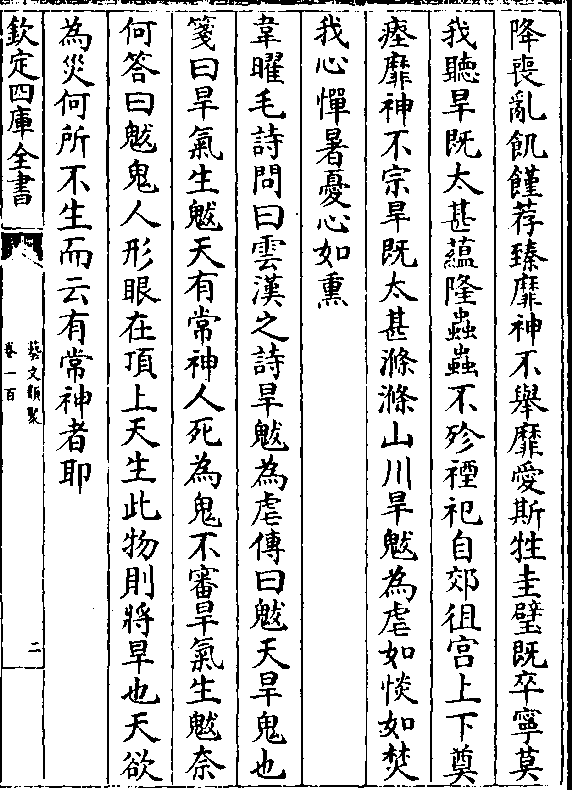 降喪亂飢饉荐臻靡神不舉靡愛斯牲圭璧既卒寧莫
我聽旱既太甚蘊隆蟲蟲不殄禋祀自郊徂宫上下奠
瘞靡神不宗旱既太甚滌滌山川旱魃為虐如惔如焚
我心憚暑憂心如熏
韋曜毛詩問曰雲漢之詩旱魃為虐傳曰魃天旱鬼也
箋曰旱氣生魃天有常神人死為鬼不審旱氣生魃奈
何答曰魃鬼人形眼在頂上天生此物則將旱也天欲
為災何所不生而云有常神者耶
欽定四庫全書
藝文類聚
卷一百
二